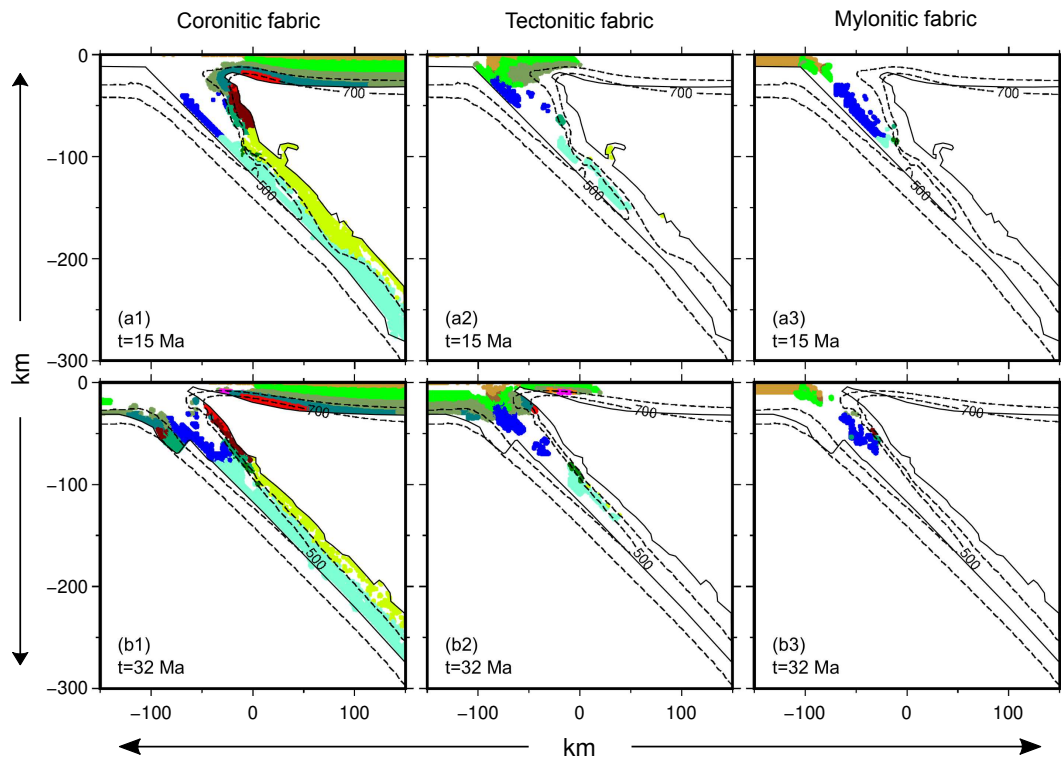 Coronitic fabric Tectonitic fabric Mylonitic fabric
0
−100
−200
−300
700 700
500 500 500
(a1) (a2) (a3)
t=15 Ma t=15 Ma t=15 Ma
km
0
−100
−200
−300
700 700 700
500 500 500
(b1) (b2) (b3)
t=32 Ma t=32 Ma t=32 Ma
−100 0 100 −100 0 100 −100 0 100
km